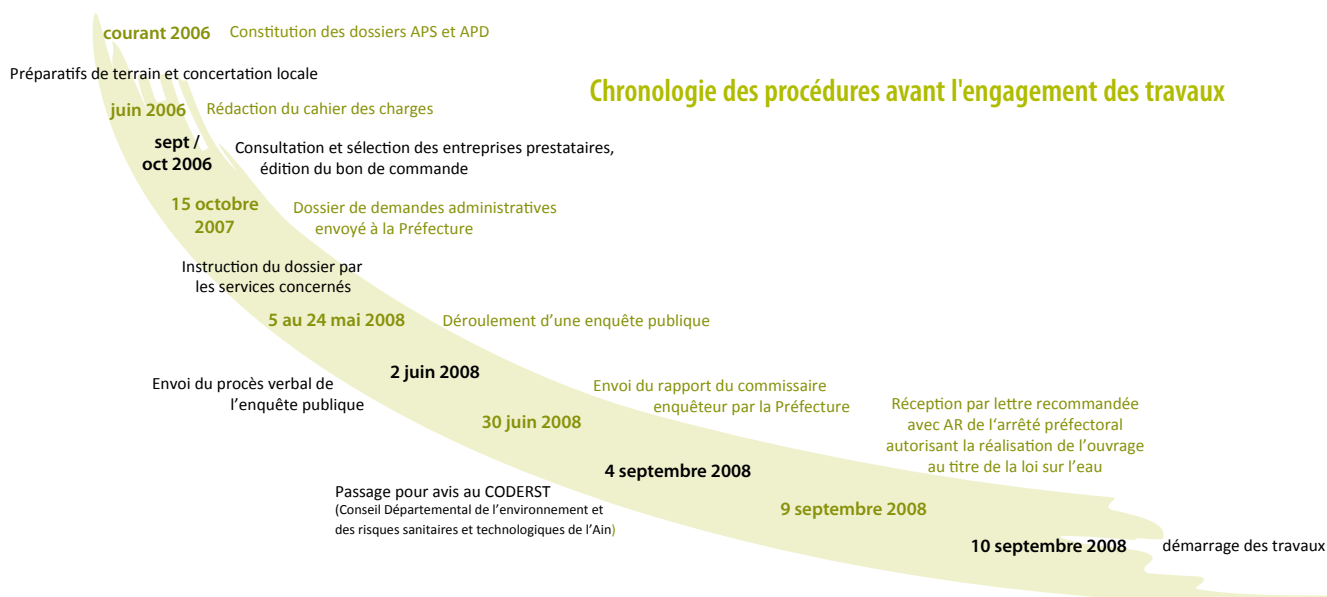 courant 2006 Constitution des dossiers APS et APD
Préparatifs de terrain et concertation locale
Chronologie des procédures avant l'engagement des travaux
juin 2006 Rédaction du cahier des charges
sept /
oct 2006
Consultation et sélection des entreprises prestataires,
édition du bon de commande
15 octobre
2007
Dossier de demandes administratives
envoyé à la Préfecture
Instruction du dossier par
les services concernés
5 au 24 mai 2008 Déroulement d’une enquête publique
2 juin 2008
Envoi du procès verbal de
l’enquête publique
30 juin 2008
Envoi du rapport du commissaire
enquêteur par la Préfecture
4 septembre 2008
Passage pour avis au CODERST
(Conseil Départemental de l’environnement et
des risques sanitaires et technologiques de l’Ain)
9 septembre 2008
Réception par lettre recommandée
avec AR de l‘arrêté préfectoral
autorisant la réalisation de l’ouvrage
au titre de la loi sur l’eau
10 septembre 2008 démarrage des travaux